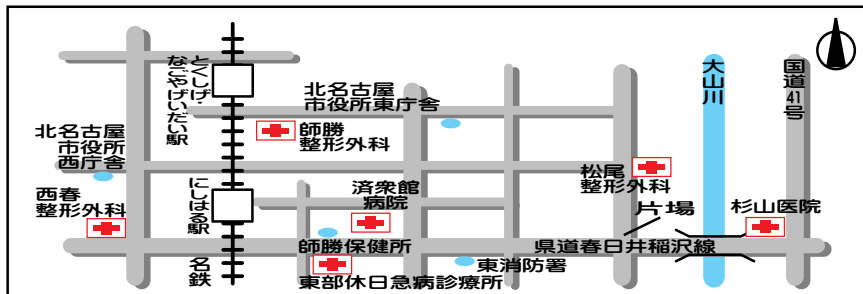 とくしげ・
なごやげいだい駅
北名古屋
市役所東庁舎
大山川
国道41号
北名古屋
市役所
西庁舎
師勝
整形外科
西春
整形外科
にしはる駅
済衆館
病院
松尾
整形外科
片場
杉山医院
師勝保健所
県道春日井稲沢線
名鉄
東部休日急病診療所
東消防署